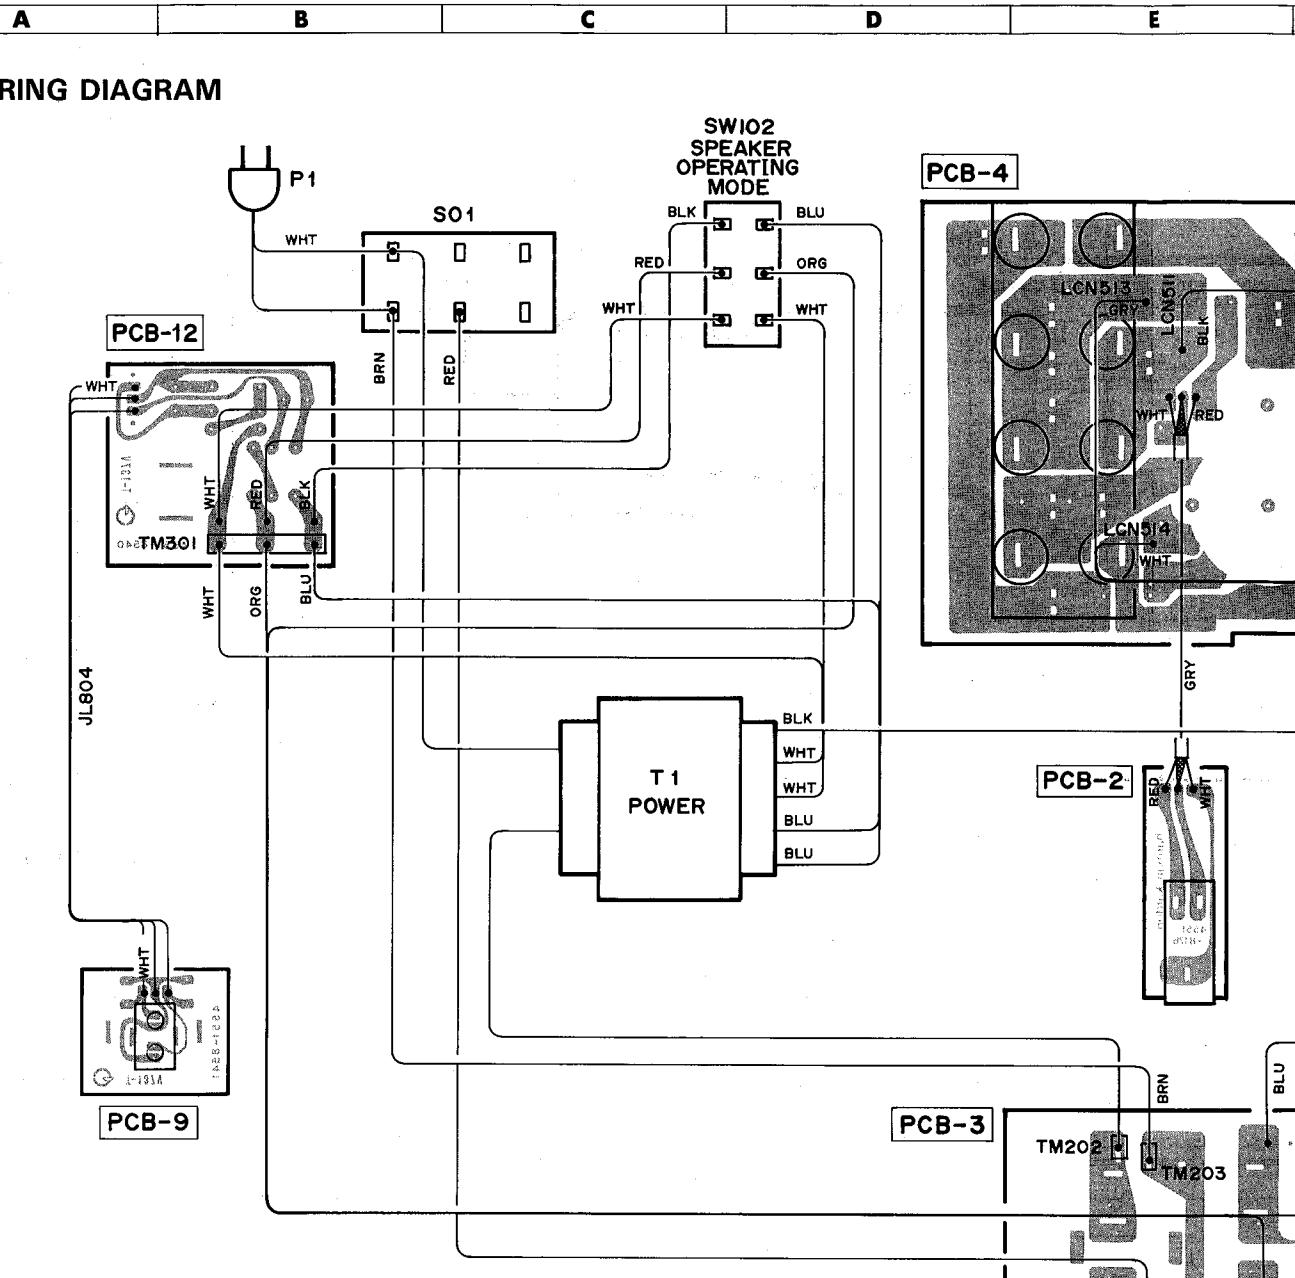 A B C D E
RING DIAGRAM
P1
WHT
SO1
SW102
SPEAKER
OPERATING
MODE
BLK
BLU
RED
ORG
WHT
WHT
PCB-4
LCN513
GRY
LCN511
BLK
WHT
RED
LCN514
WHT
GRY
PCB-12
WHT
BRN
RED
WHT
RED
BLK
TM301
WHT
ORG
BLU
JL804
T1
POWER
BLK
WHT
WHT
BLU
BLU
PCB-2
RED
WHT
WHT
PCB-9
PCB-3
BRN
BLU
TM202
TM203